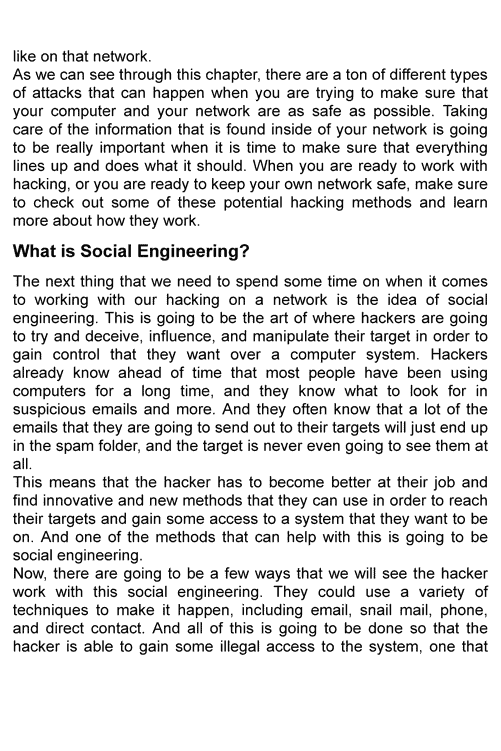 like on that network.
As we can see through this chapter, there are a ton of different types
of attacks that can happen when you are trying to make sure that
your computer and your network are as safe as possible. Taking
care of the information that is found inside of your network is going
to be really important when it is time to make sure that everything
lines up and does what it should. When you are ready to work with
hacking, or you are ready to keep your own network safe, make sure
to check out some of these potential hacking methods and learn
more about how they work.
What is Social Engineering?
The next thing that we need to spend some time on when it comes
to working with our hacking on a network is the idea of social
engineering. This is going to be the art of where hackers are going
to try and deceive, influence, and manipulate their target in order to
gain control that they want over a computer system. Hackers
already know ahead of time that most people have been using
computers for a long time, and they know what to look for in
suspicious emails and more. And they often know that a lot of the
emails that they are going to send out to their targets will just end up
in the spam folder, and the target is never even going to see them at
all.
This means that the hacker has to become better at their job and
find innovative and new methods that they can use in order to reach
their targets and gain some access to a system that they want to be
on. And one of the methods that can help with this is going to be
social engineering.
Now, there are going to be a few ways that we will see the hacker
work with this social engineering. They could use a variety of
techniques to make it happen, including email, snail mail, phone,
and direct contact. And all of this is going to be done so that the
hacker is able to gain some illegal access to the system, one that